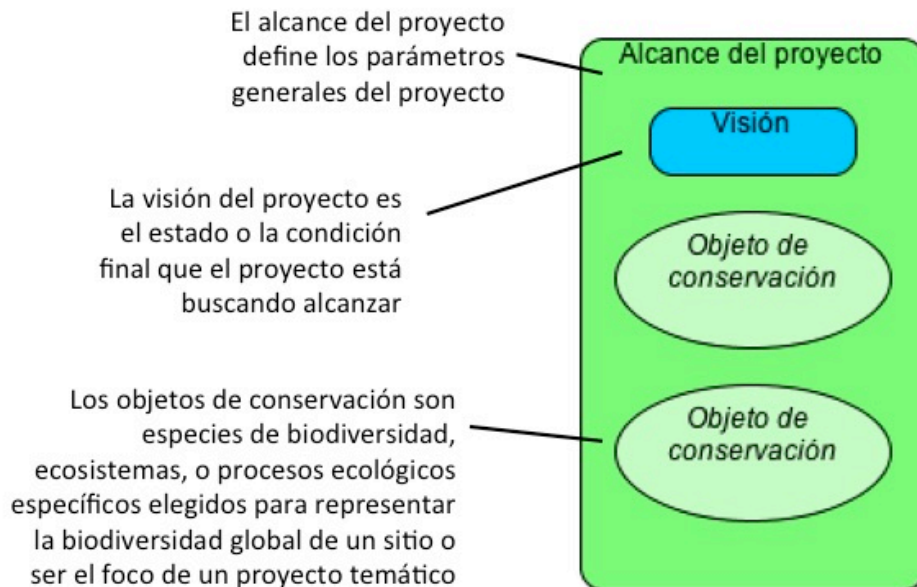 El alcance del proyecto
define los parámetros
generales del proyecto
Alcance del proyecto
Visión
La visión del proyecto es
el estado o la condición
final que el proyecto está
buscando alcanzar
Objeto de
conservación
Los objetos de conservación son
especies de biodiversidad,
ecosistemas, o procesos ecológicos
específicos elegidos para representar
la biodiversidad global de un sitio o
ser el foco de un proyecto temático
Objeto de
conservación